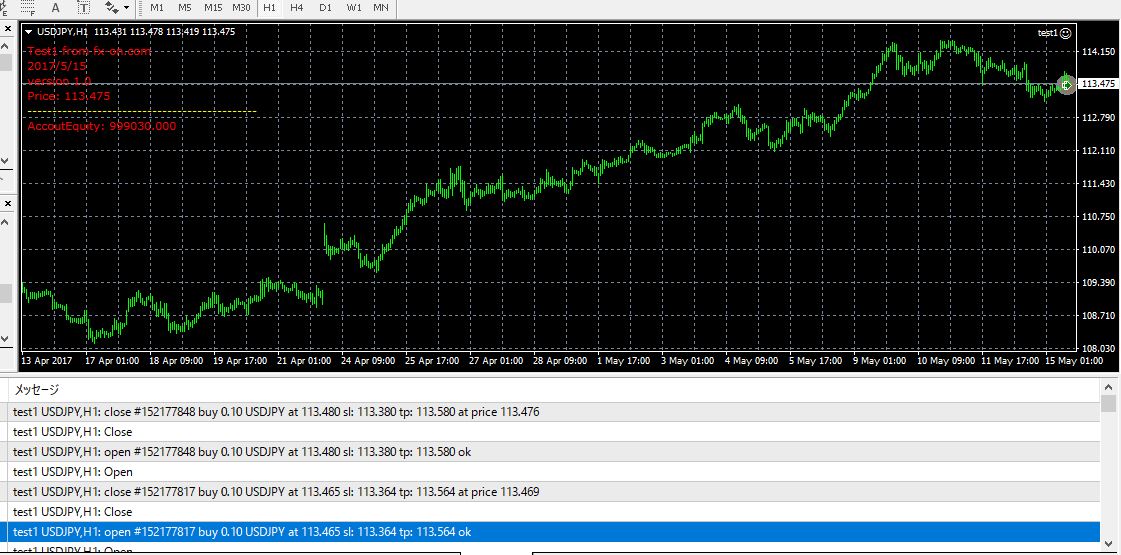 A T M1 M5 M15 M30 H1 H4 D1 W1 MN
USDJPY,H1 113.431 113.478 113.419 113.475
test1
Test1 from fx-on.com
2017/5/15
version 1.0
Price: 113.475
AccoutEquity: 999030.000
114.150
113.475
112.790
112.110
111.430
110.750
110.070
109.390
108.710
108.030
13 Apr 2017 17 Apr 01:00 18 Apr 09:00 19 Apr 17:00 21 Apr 01:00 24 Apr 09:00 25 Apr 17:00 27 Apr 01:00 28 Apr 09:00 1 May 17:00 3 May 01:00 4 May 09:00 5 May 17:00 9 May 01:00 10 May 09:00 11 May 17:00 15 May 01:00
メッセージ
test1 USDJPY,H1: close #152177848 buy 0.10 USDJPY at 113.480 sl: 113.380 tp: 113.580 at price 113.476
test1 USDJPY,H1: Close
test1 USDJPY,H1: open #152177848 buy 0.10 USDJPY at 113.480 sl: 113.380 tp: 113.580 ok
test1 USDJPY,H1: Open
test1 USDJPY,H1: close #152177817 buy 0.10 USDJPY at 113.465 sl: 113.364 tp: 113.564 at price 113.469
test1 USDJPY,H1: Close
test1 USDJPY,H1: open #152177817 buy 0.10 USDJPY at 113.465 sl: 113.364 tp: 113.564 ok
test1 USDJPY,H1: Open